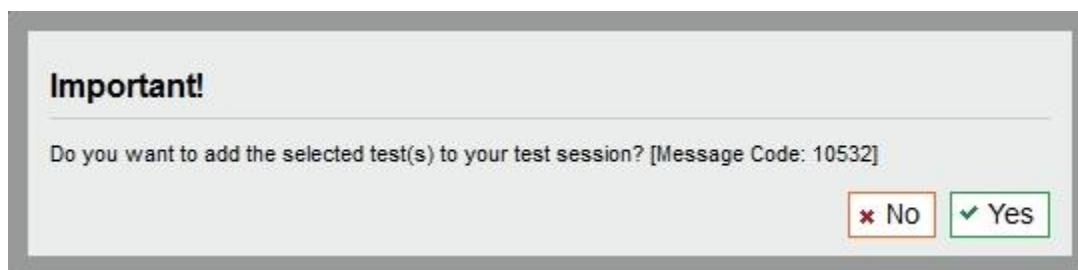 Important!
Do you want to add the selected test(s) to your test session? [Message Code: 10532]
No Yes